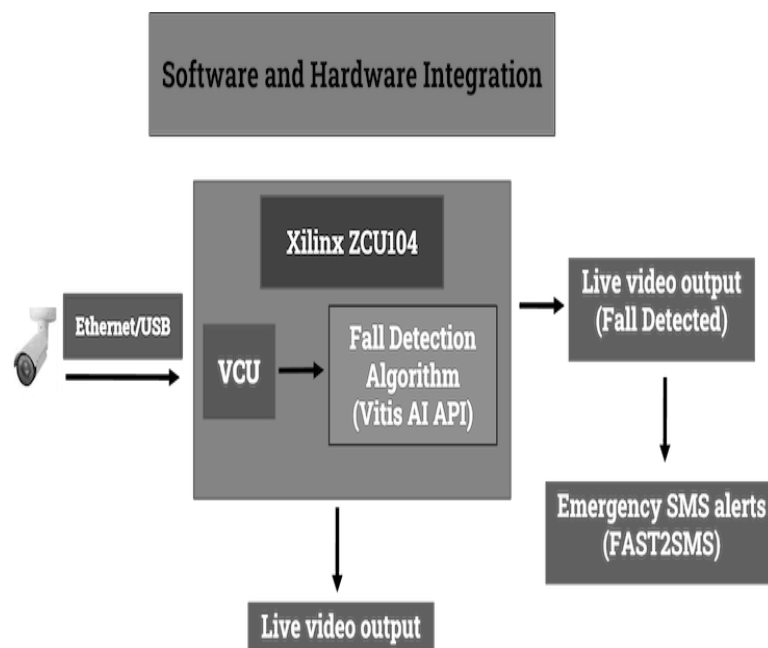 Software and Hardware Integration
Xilinx ZCU104
Ethernet/USB
VCU
Fall Detection
Algorithm
(Vitis AI API)
Live video output
(Fall Detected)
Emergency SMS alerts
(FAST2SMS)
Live video output